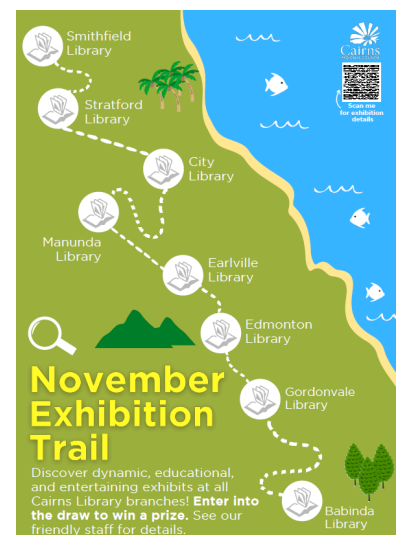 Smithfield
Library
Cairns
Scan me
for exhibition
details
Stratford
Library
City
Library
Manunda
Library
Earlville
Library
Edmonton
Library
Gordonvale
Library
November
Exhibition
Trail
Discover dynamic, educational,
and entertaining exhibits at all
Cairns Library branches! Enter into
the draw to win a prize. See our
friendly staff for details.
Babinda
Library